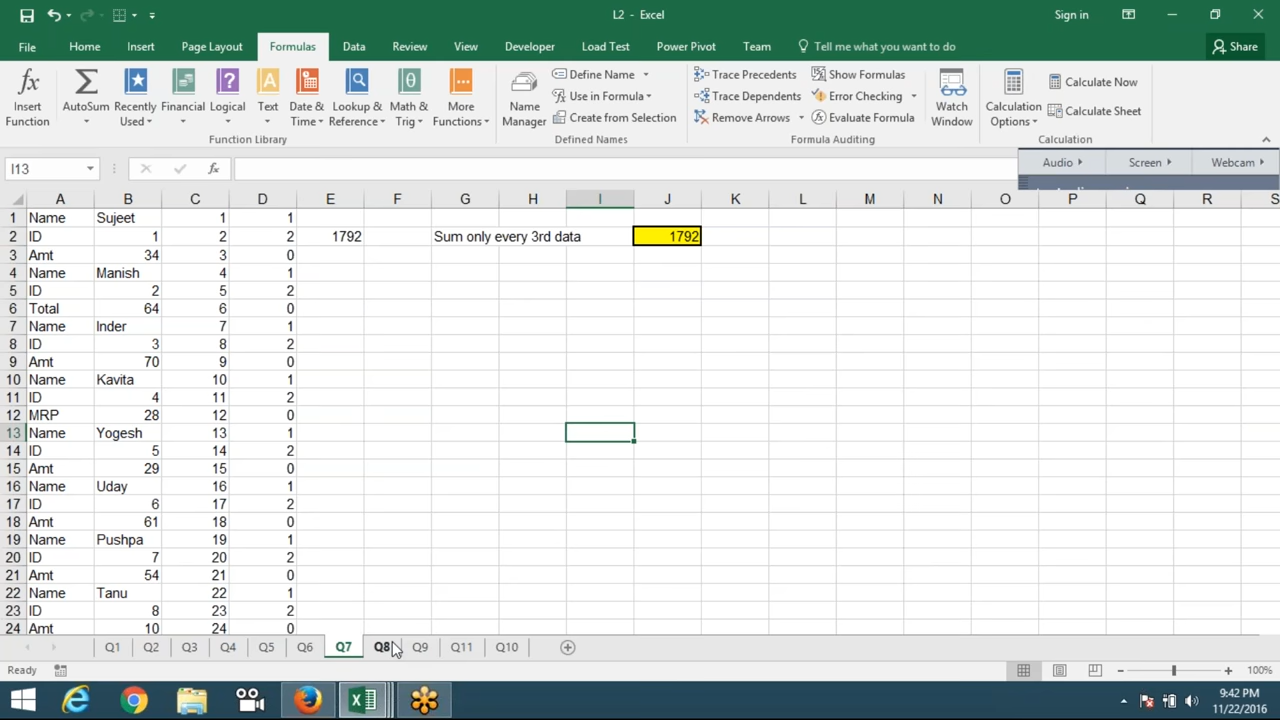 L2 - Excel
Sign in
File Home Insert Page Layout Formulas Data Review View Developer Load Test Power Pivot Team Tell me what you want to do Share
Insert Function
AutoSum
Recently Used
Financial
Logical
Text
Date & Time
Lookup & Reference
Math & Trig
More Functions
Function Library
Name Manager
Define Name
Use in Formula
Create from Selection
Defined Names
Trace Precedents
Trace Dependents
Remove Arrows
Show Formulas
Error Checking
Evaluate Formula
Formula Auditing
Watch Window
Calculation Options
Calculate Now
Calculate Sheet
Calculation
I13 fx
Audio Screen Webcam
A B C D E F G H I J K L M N O P Q R S
1 Name Sujeet 1 1
2 ID 1 2 2 1792 Sum only every 3rd data 1792
3 Amt 34 3 0
4 Name Manish 4 1
5 ID 2 5 2
6 Total 64 6 0
7 Name Inder 7 1
8 ID 3 8 2
9 Amt 70 9 0
10 Name Kavita 10 1
11 ID 4 11 2
12 MRP 28 12 0
13 Name Yogesh 13 1
14 ID 5 14 2
15 Amt 29 15 0
16 Name Uday 16 1
17 ID 6 17 2
18 Amt 61 18 0
19 Name Pushpa 19 1
20 ID 7 20 2
21 Amt 54 21 0
22 Name Tanu 22 1
23 ID 8 23 2
24 Amt 10 24 0
Q1 Q2 Q3 Q4 Q5 Q6 Q7 Q8 Q9 Q11 Q10
Ready
100%
9:42 PM
11/22/2016